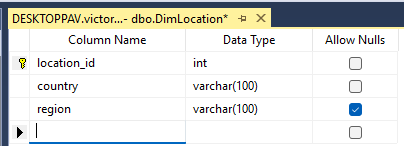 DESKTOPPAV.victor...- dbo.DimLocation*
Column Name Data Type Allow Nulls
location_id int
country varchar(100)
region varchar(100)